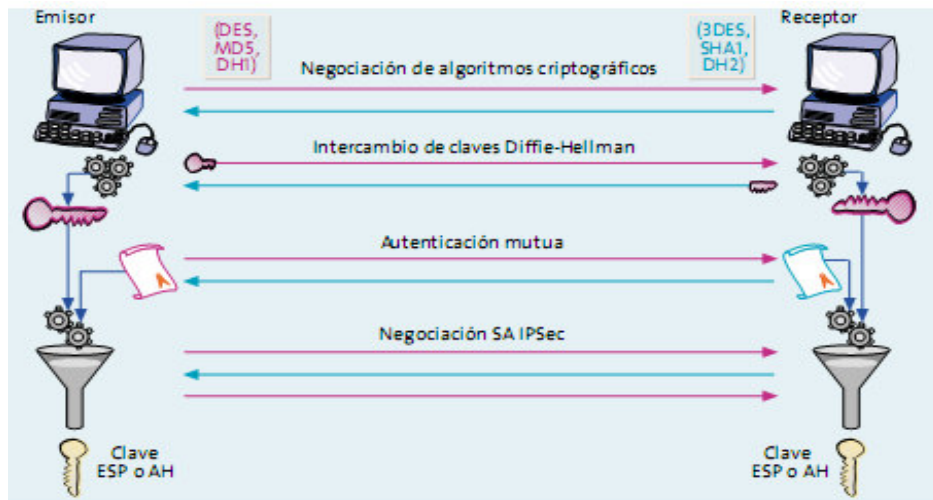 Emisor
Receptor
(DES,
MD5,
DH1)
(3DES,
SHA1,
DH2)
Negociación de algoritmos criptográficos
Intercambio de claves Diffie-Hellman
Autenticación mutua
Negociación SA IPSec
Clave
ESP o AH
Clave
ESP o AH